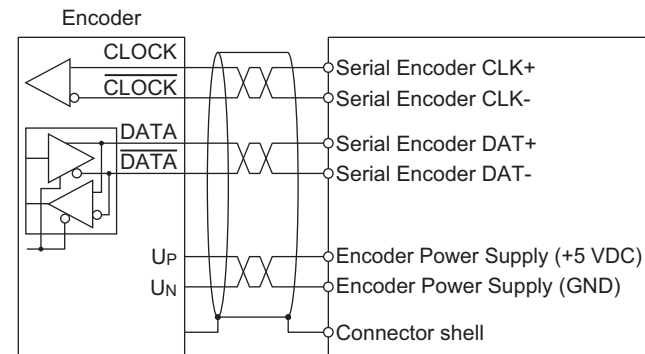 Encoder
CLOCK
Serial Encoder CLK+
CLOCK
Serial Encoder CLK-
DATA
Serial Encoder DAT+
DATA
Serial Encoder DAT-
UP
Encoder Power Supply (+5 VDC)
UN
Encoder Power Supply (GND)
Connector shell